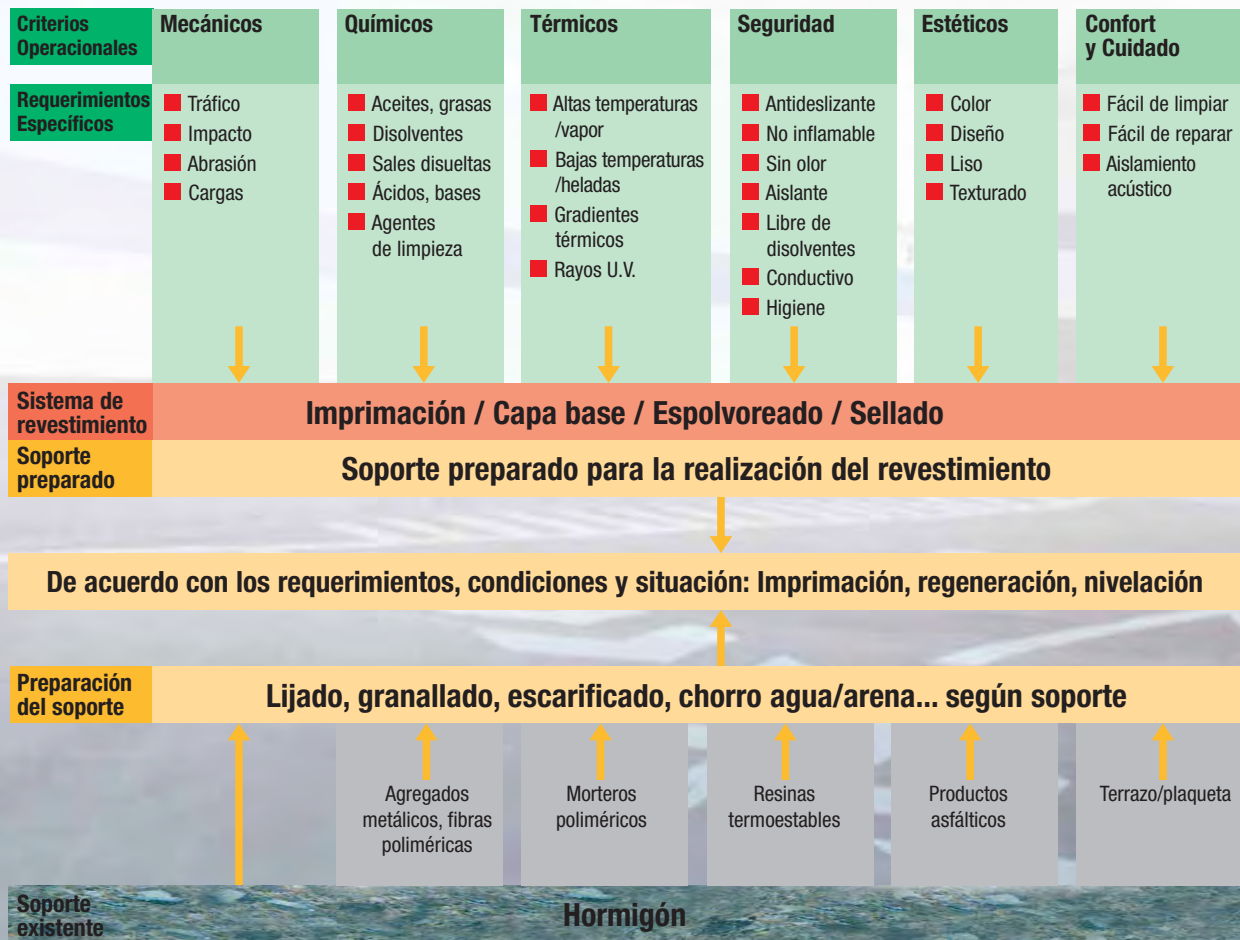 Criterios
Operacionales
Mecánicos
Químicos
Térmicos
Seguridad
Estéticos
Confort
y Cuidado
Requerimientos
Específicos
Tráfico
Impacto
Abrasión
Cargas
Aceites, grasas
Disolventes
Sales disueltas
Ácidos, bases
Agentes
de limpieza
Altas temperaturas
/vapor
Bajas temperaturas
/heladas
Gradientes
térmicos
Rayos U.V.
Antideslizante
No inflamable
Sin olor
Aislante
Libre de
disolventes
Conductivo
Higiene
Color
Diseño
Liso
Texturado
Fácil de limpiar
Fácil de reparar
Aislamiento
acústico
Sistema de
revestimiento
Imprimación / Capa base / Espolvoreado / Sellado
Soporte
preparado
Soporte preparado para la realización del revestimiento
De acuerdo con los requerimientos, condiciones y situación: Imprimación, regeneración, nivelación
Preparación
del soporte
Lijado, granallado, escarificado, chorro agua/arena... según soporte
Agregados
metálicos, fibras
poliméricas
Morteros
poliméricos
Resinas
termoestables
Productos
asfálticos
Terrazo/plaqueta
Soporte
existente
Hormigón